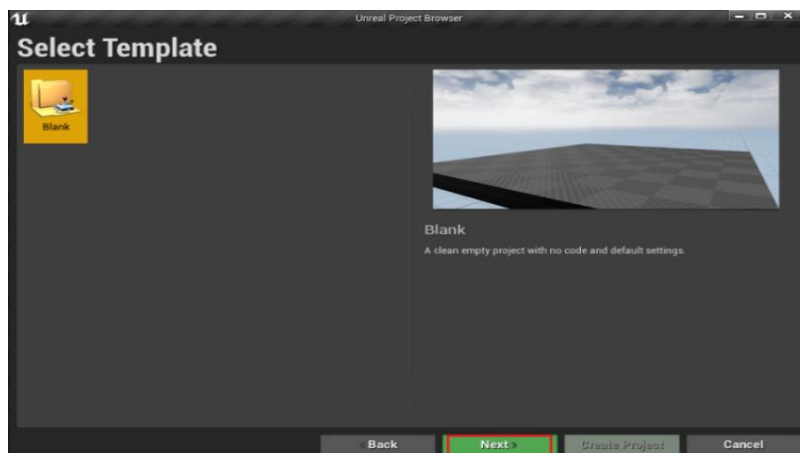 Unreal Project Browser
Select Template
Blank
Blank
A clean empty project with no code and default settings.
< Back
Next >
Create Project
Cancel